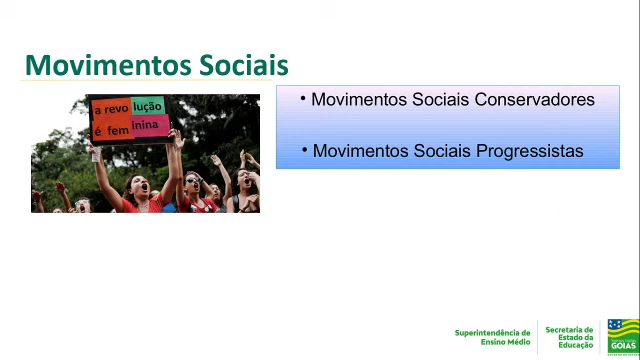 Movimentos Sociais
a revo lução
é fem inina
• Movimentos Sociais Conservadores
• Movimentos Sociais Progressistas
Superintendência de
Ensino Médio
Secretaria de
Estado da
Educação
GOIÁS